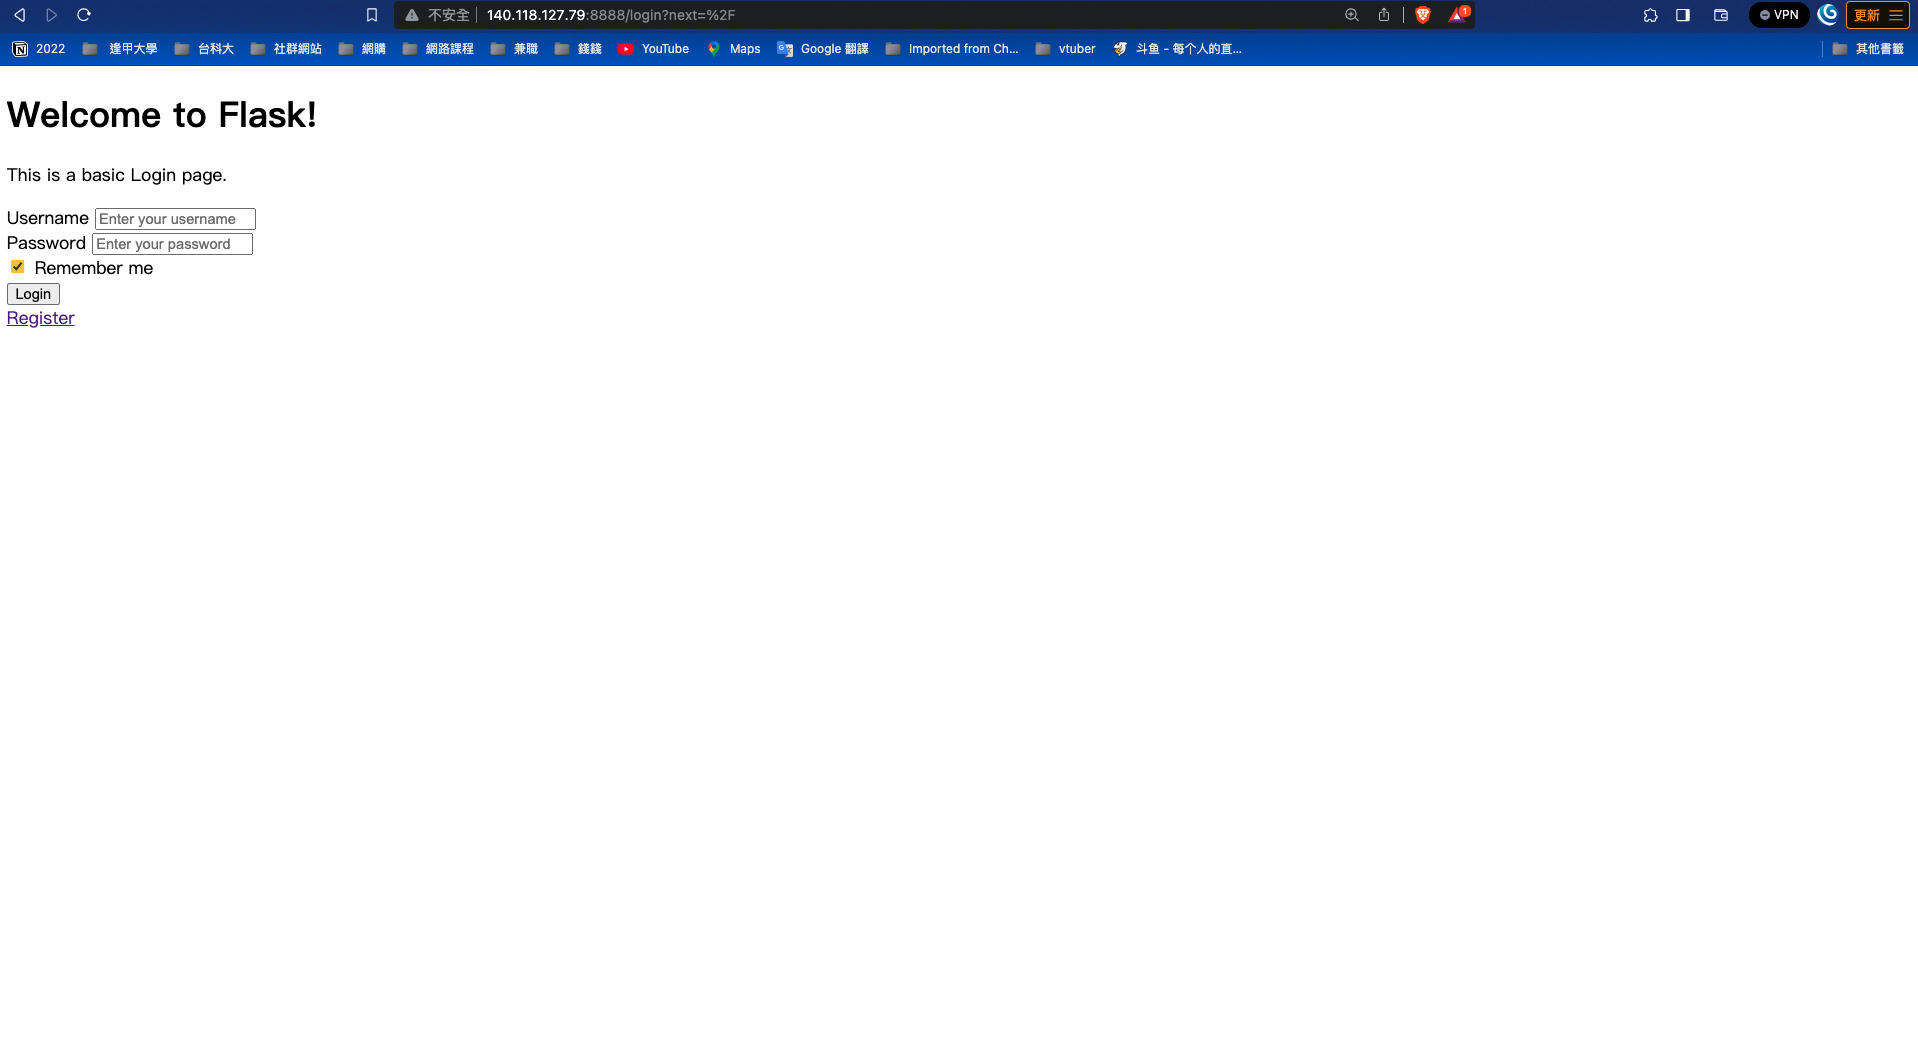 不安全 140.118.127.79:8888/login?next=%2F 1 VPN 更新
2022 逢甲大學 台科大 社群網站 網購 網路課程 兼職 錢錢 YouTube Maps Google 翻譯 Imported from Ch... vtuber 斗鱼 - 每个人的直... 其他書籤
Welcome to Flask!
This is a basic Login page.
Username Enter your username
Password Enter your password
Remember me
Login
Register